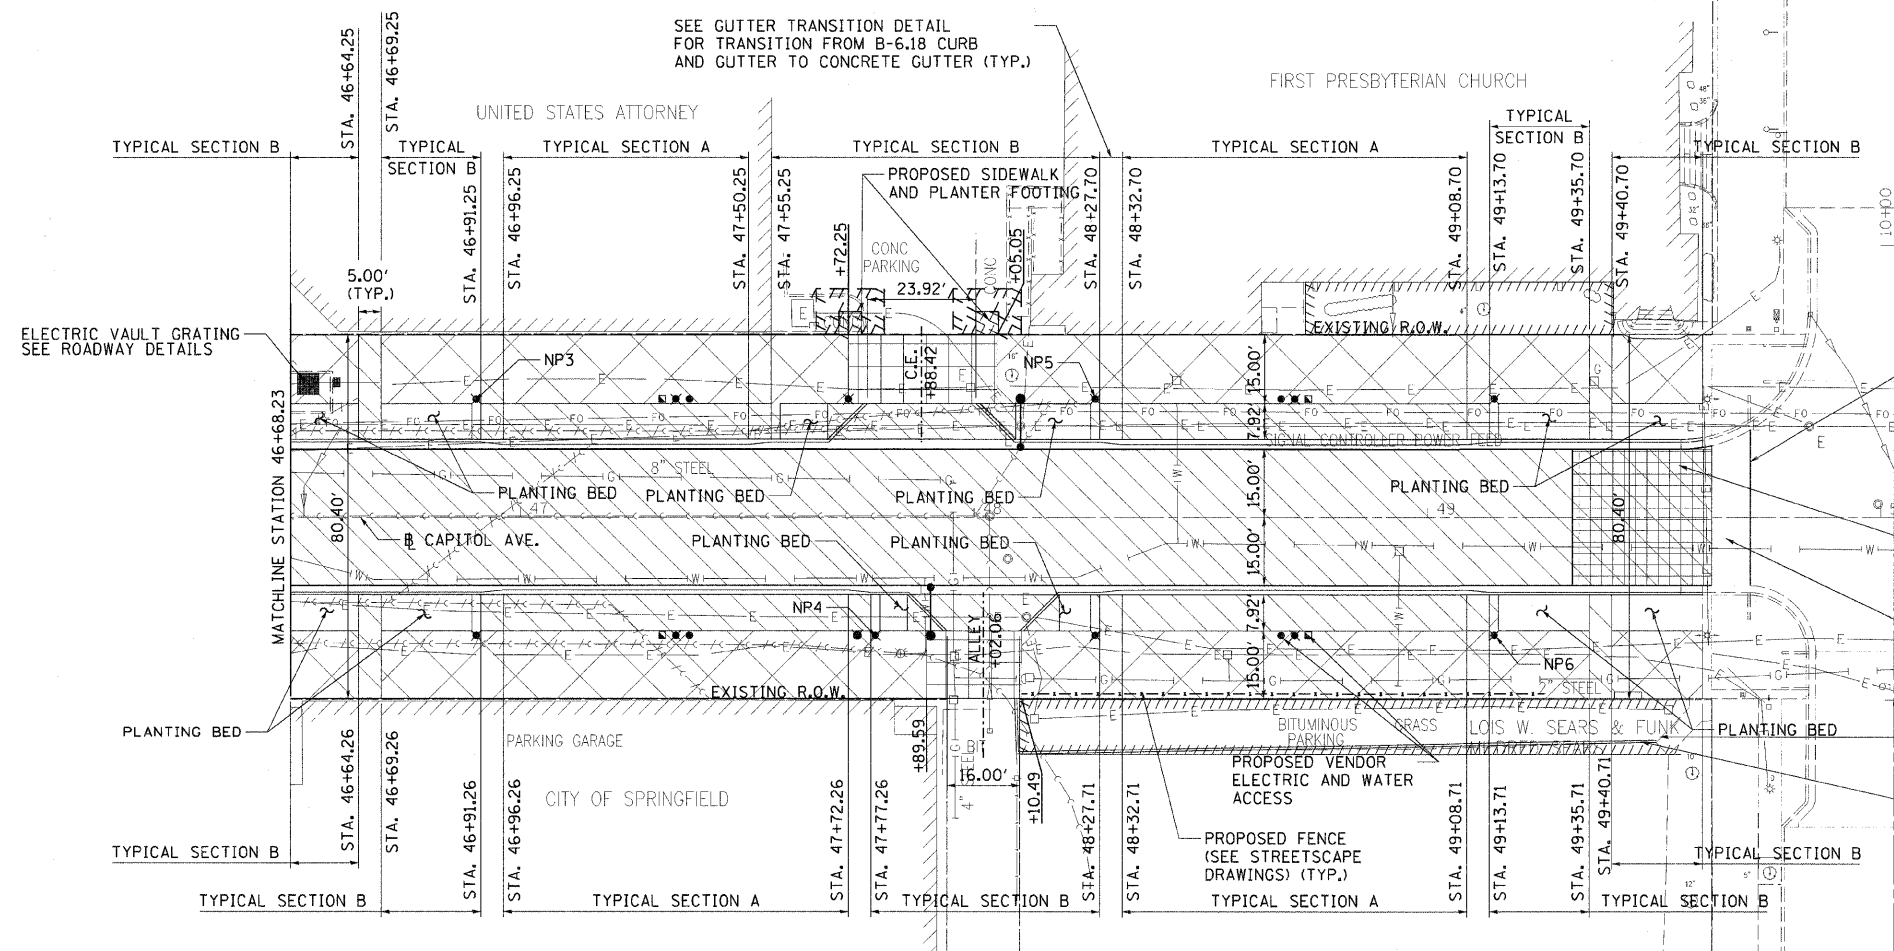 SEE GUTTER TRANSITION DETAIL
FOR TRANSITION FROM B-6.18 CURB
AND GUTTER TO CONCRETE GUTTER (TYP.)
FIRST PRESBYTERIAN CHURCH
UNITED STATES ATTORNEY
STA. 46+64.25
STA. 46+69.25
TYPICAL SECTION B
TYPICAL
SECTION B
TYPICAL SECTION A
TYPICAL SECTION B
TYPICAL SECTION A
TYPICAL
SECTION B
TYPICAL SECTION B
STA. 46+91.25
STA. 46+96.25
STA. 47+50.25
STA. 47+55.25
+72.25
+05.05
STA. 48+27.70
STA. 48+32.70
STA. 49+08.70
STA. 49+13.70
STA. 49+35.70
STA. 49+40.70
10+00
PROPOSED SIDEWALK
AND PLANTER FOOTING
CONC
PARKING
CONC
23.92'
5.00'
(TYP.)
ELECTRIC VAULT GRATING
SEE ROADWAY DETAILS
EXISTING R.O.W.
NP3
C.E.
+88.42
NP5
15.00'
7.92'
SIGNAL CONTROLLER POWER FEED
MATCHLINE STATION 46+68.23
8" STEEL
PLANTING BED
PLANTING BED
PLANTING BED
PLANTING BED
47
48
49
80.40'
15.00'
80.40'
℄ CAPITOL AVE.
PLANTING BED
PLANTING BED
15.00'
NP4
ALLEY
+02.06
7.92'
15.00'
NP6
EXISTING R.O.W.
2" STEEL
PLANTING BED
PARKING GARAGE
+89.59
BIT
BITUMINOUS
PARKING
GRASS
LOIS W. SEARS & FUNK
PLANTING BED
PROPOSED VENDOR
ELECTRIC AND WATER
ACCESS
CITY OF SPRINGFIELD
16.00'
+10.49
4" STEEL
PROPOSED FENCE
(SEE STREETSCAPE
DRAWINGS) (TYP.)
STA. 46+64.26
STA. 46+69.26
STA. 46+91.26
STA. 46+96.26
STA. 47+72.26
STA. 47+77.26
STA. 48+27.71
STA. 48+32.71
STA. 49+08.71
STA. 49+13.71
STA. 49+35.71
STA. 49+40.71
TYPICAL SECTION B
TYPICAL SECTION B
TYPICAL SECTION B
TYPICAL SECTION A
TYPICAL SECTION B
TYPICAL SECTION A
TYPICAL SECTION B